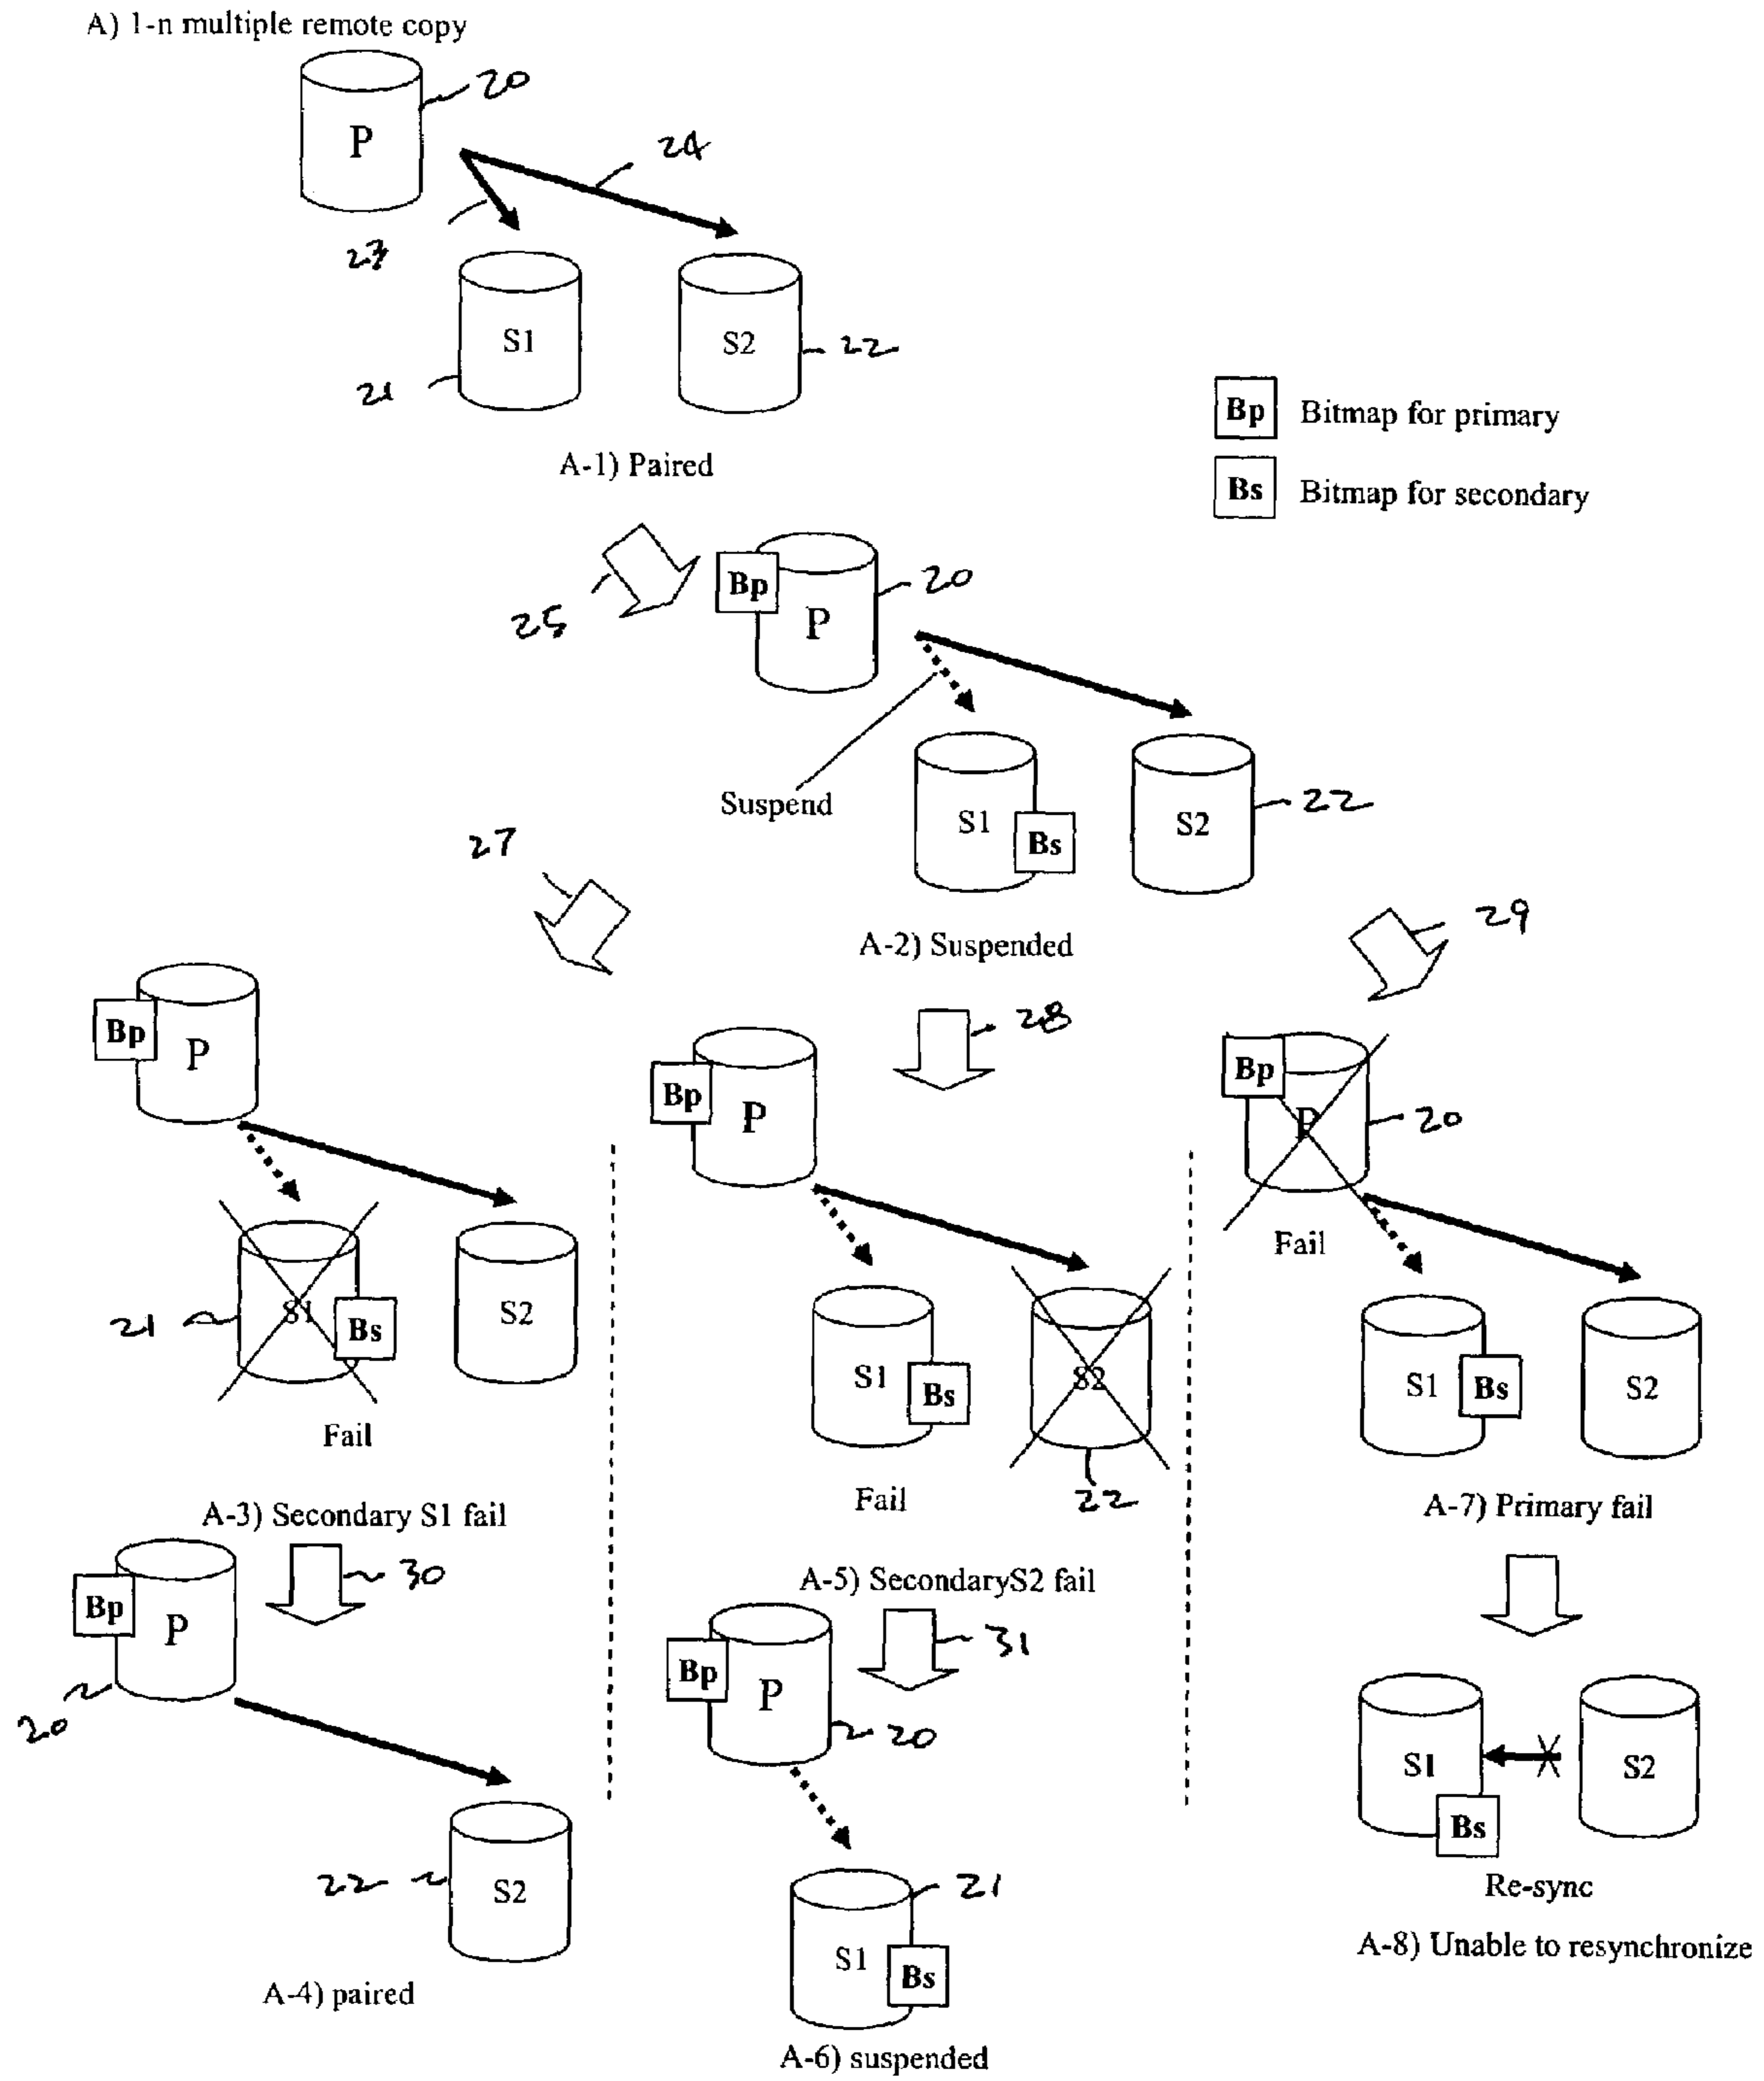 A) 1-n multiple remote copy
20
P
24
23
S1
S2
22
21
A-1) Paired
Bp Bitmap for primary
Bs Bitmap for secondary
25
Bp
P
20
Suspend
S1
Bs
S2
22
27
A-2) Suspended
29
28
Bp
P
Bp
P
Bp
P
20
Fail
21
S1
Bs
S2
Fail
S1
Bs
S2
22
Fail
S1
Bs
S2
A-3) Secondary S1 fail
A-5) SecondaryS2 fail
A-7) Primary fail
30
Bp
P
20
31
Bp
P
20
S1
S2
Bs
Re-sync
22
S2
21
S1
Bs
A-8) Unable to resynchronize
A-4) paired
A-6) suspended